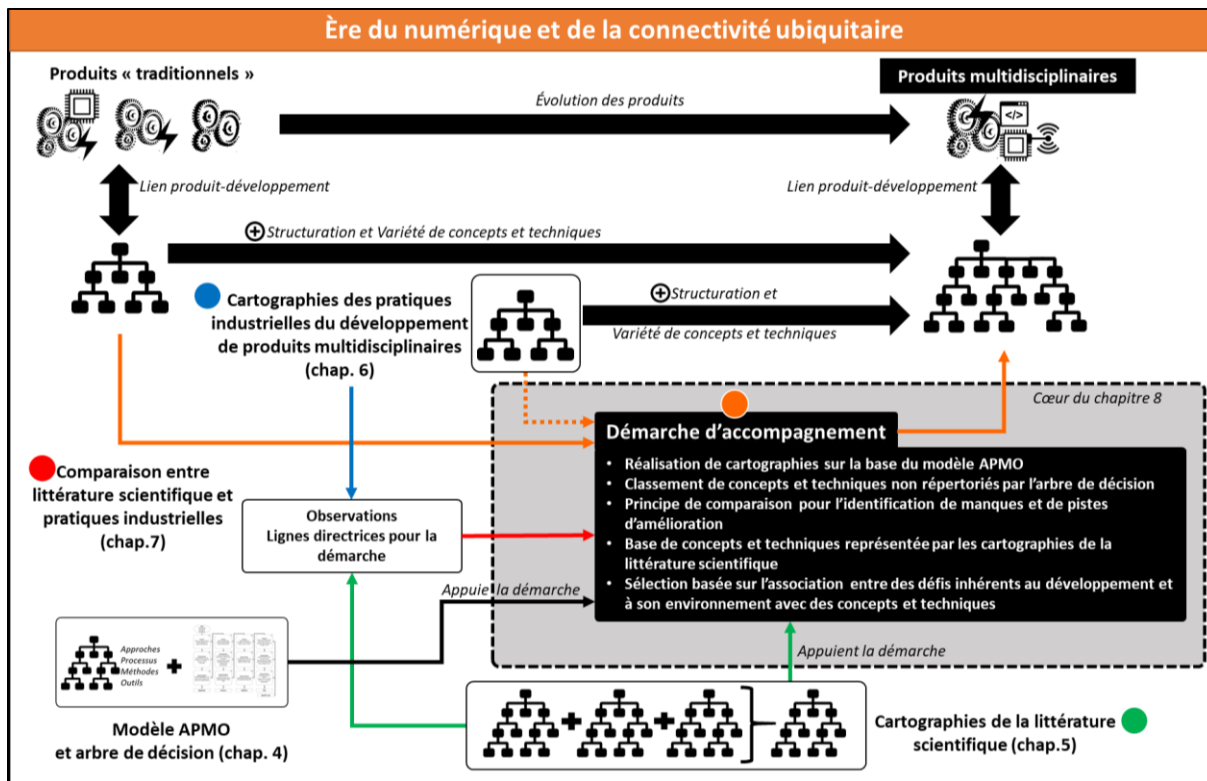 Ère du numérique et de la connectivité ubiquitaire
Produits « traditionnels »
Produits multidisciplinaires
Évolution des produits
</>
Lien produit-développement
Lien produit-développement
Structuration et Variété de concepts et techniques
Cartographies des pratiques
industrielles du développement
de produits multidisciplinaires
(chap. 6)
Structuration et
Variété de concepts et techniques
Cœur du chapitre 8
Démarche d'accompagnement
• Réalisation de cartographies sur la base du modèle APMO
• Classement de concepts et techniques non répertoriés par l'arbre de décision
• Principe de comparaison pour l'identification de manques et de pistes
d'amélioration
• Base de concepts et techniques représentée par les cartographies de la
littérature scientifique
• Sélection basée sur l'association entre des défis inhérents au développement et
à son environnement avec des concepts et techniques
Comparaison entre
littérature scientifique et
pratiques industrielles
(chap.7)
Observations
Lignes directrices pour la
démarche
Appuie la démarche
Appuient la démarche
Approches
Processus
Méthodes
Outils
Modèle APMO
et arbre de décision (chap. 4)
Cartographies de la littérature
scientifique (chap.5)